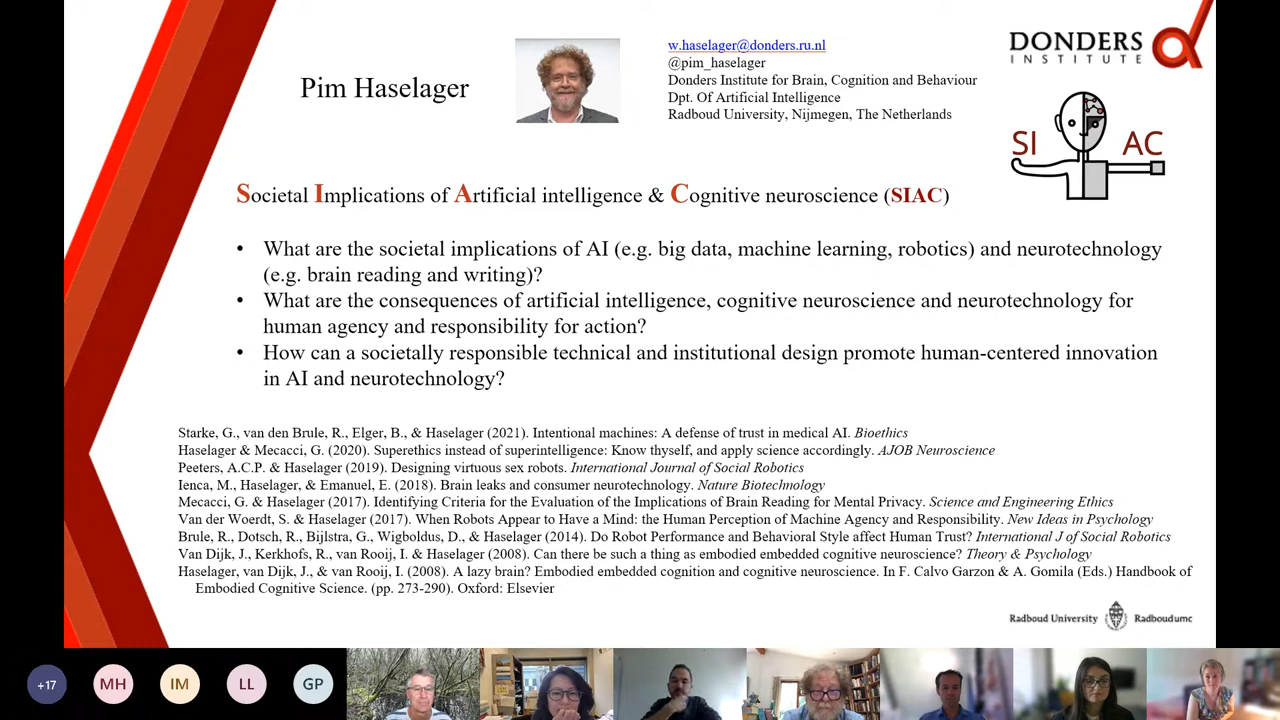 Pim Haselager
w.haselager@donders.ru.nl
@pim_haselager
Donders Institute for Brain, Cognition and Behaviour
Dpt. Of Artificial Intelligence
Radboud University, Nijmegen, The Netherlands
DONDERS
INSTITUTE
SI AC
Societal Implications of Artificial intelligence & Cognitive neuroscience (SIAC)
• What are the societal implications of AI (e.g. big data, machine learning, robotics) and neurotechnology
(e.g. brain reading and writing)?
• What are the consequences of artificial intelligence, cognitive neuroscience and neurotechnology for
human agency and responsibility for action?
• How can a societally responsible technical and institutional design promote human-centered innovation
in AI and neurotechnology?
Starke, G., van den Brule, R., Elger, B., & Haselager (2021). Intentional machines: A defense of trust in medical AI. Bioethics
Haselager & Mecacci, G. (2020). Superethics instead of superintelligence: Know thyself, and apply science accordingly. AJOB Neuroscience
Peeters, A.C.P. & Haselager (2019). Designing virtuous sex robots. International Journal of Social Robotics
Ienca, M., Haselager, & Emanuel, E. (2018). Brain leaks and consumer neurotechnology. Nature Biotechnology
Mecacci, G. & Haselager (2017). Identifying Criteria for the Evaluation of the Implications of Brain Reading for Mental Privacy. Science and Engineering Ethics
Van der Woerdt, S. & Haselager (2017). When Robots Appear to Have a Mind: the Human Perception of Machine Agency and Responsibility. New Ideas in Psychology
Brule, R., Dotsch, R., Bijlstra, G., Wigboldus, D., & Haselager (2014). Do Robot Performance and Behavioral Style affect Human Trust? International J of Social Robotics
Van Dijk, J., Kerkhofs, R., van Rooij, I. & Haselager (2008). Can there be such a thing as embodied embedded cognitive neuroscience? Theory & Psychology
Haselager, van Dijk, J., & van Rooij, I. (2008). A lazy brain? Embodied embedded cognition and cognitive neuroscience. In F. Calvo Garzon & A. Gomila (Eds.) Handbook of
Embodied Cognitive Science. (pp. 273-290). Oxford: Elsevier
Radboud University Radboudumc
+17 MH IM LL GP